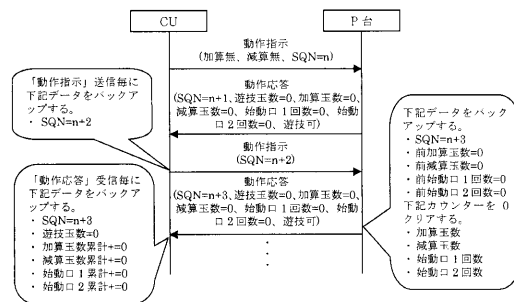 CU
P台
動作指示
(加算無、減算無、SQN=n)
動作応答
(SQN=n+1、遊技玉数=0、加算玉数=0、
減算玉数=0、始動口1回数=0、始動
口2回数=0、遊技可)
動作指示
(SQN=n+2)
動作応答
(SQN=n+3、遊技玉数=0、加算玉数=0、
減算玉数=0、始動口1回数=0、始動
口2回数=0、遊技可)
「動作指示」送信毎に
下記データをバックア
ップする。
・SQN=n+2
「動作応答」受信毎に
下記データをバックア
ップする。
・SQN=n+3
・遊技玉数=0
・加算玉数累計+=0
・減算玉数累計+=0
・始動口1累計+=0
・始動口2累計+=0
下記データをバック
アップする。
・SQN=n+3
・前加算玉数=0
・前減算玉数=0
・前始動口1回数=0
・前始動口2回数=0
下記カウンターを0
クリアする。
・加算玉数
・減算玉数
・始動口1回数
・始動口2回数